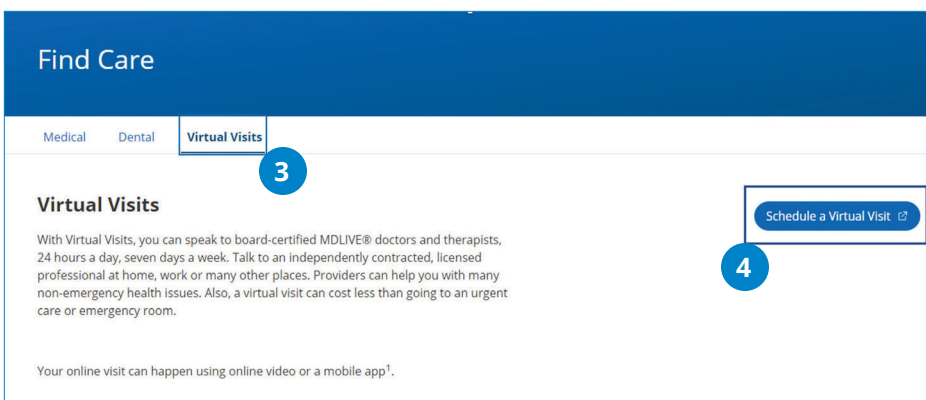 Find Care
Medical Dental Virtual Visits
3
Virtual Visits
Schedule a Virtual Visit
4
With Virtual Visits, you can speak to board-certified MDLIVE® doctors and therapists,
24 hours a day, seven days a week. Talk to an independently contracted, licensed
professional at home, work or many other places. Providers can help you with many
non-emergency health issues. Also, a virtual visit can cost less than going to an urgent
care or emergency room.
Your online visit can happen using online video or a mobile app¹.